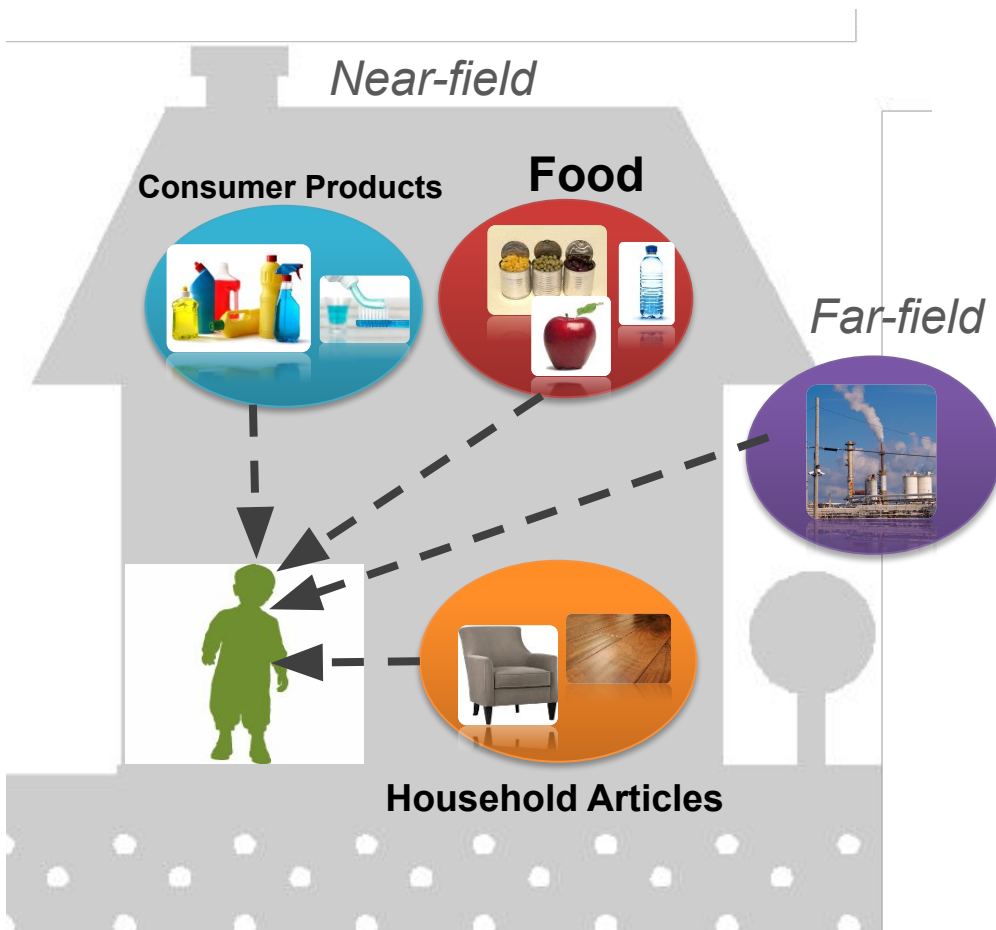 Near-field
Consumer Products
Food
Far-field
Household Articles